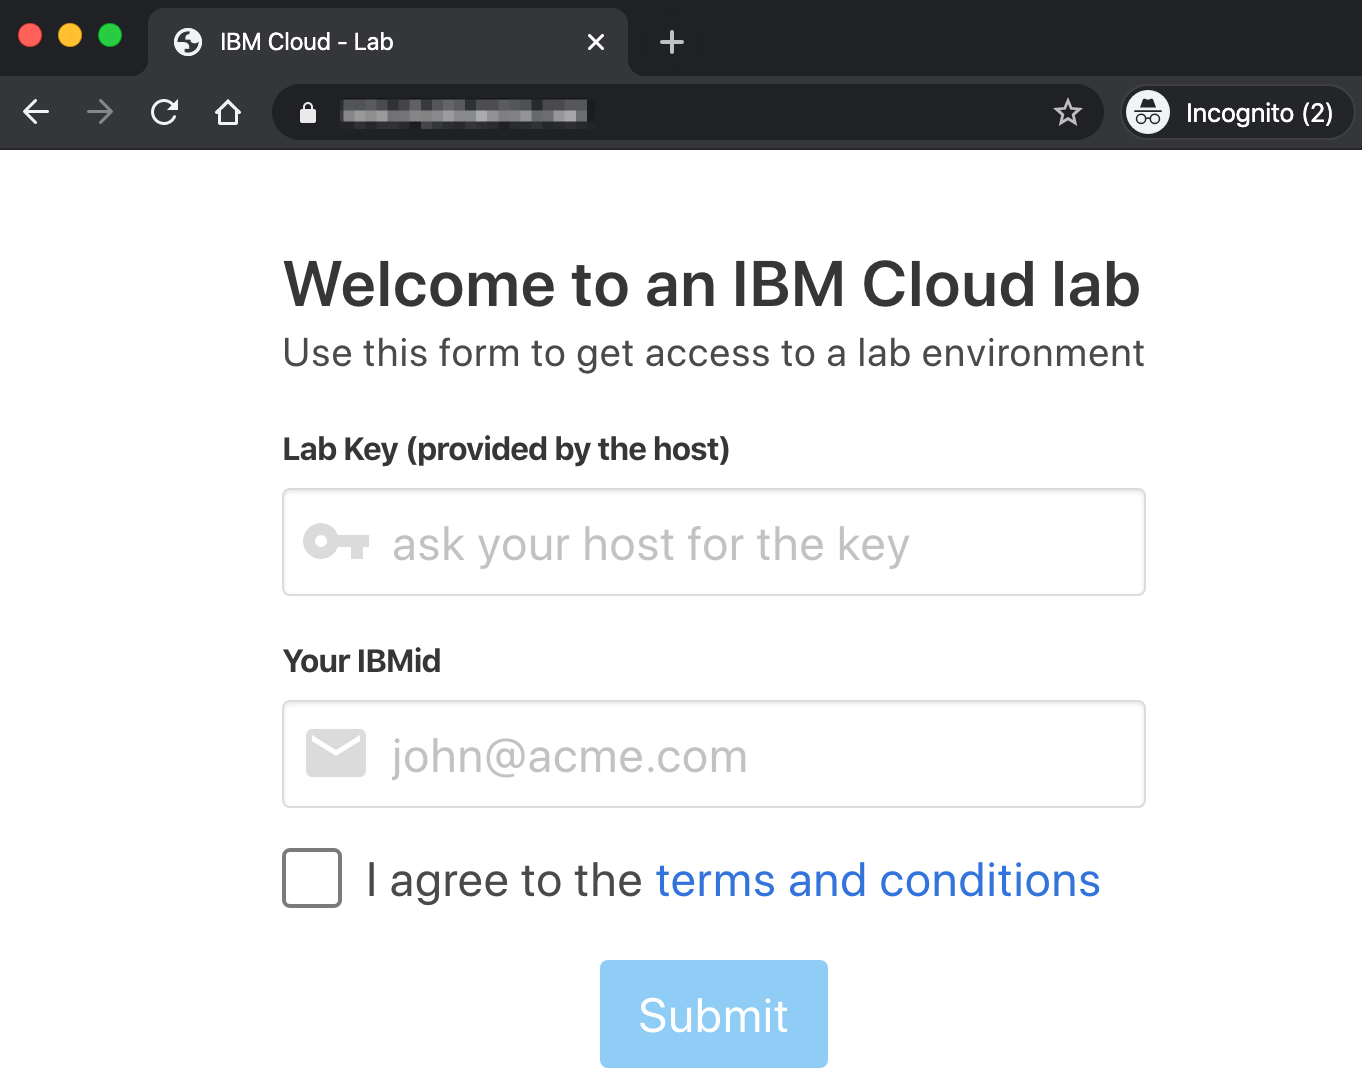 IBM Cloud - Lab
Incognito (2)
Welcome to an IBM Cloud lab
Use this form to get access to a lab environment
Lab Key (provided by the host)
ask your host for the key
Your IBMid
john@acme.com
I agree to the terms and conditions
Submit